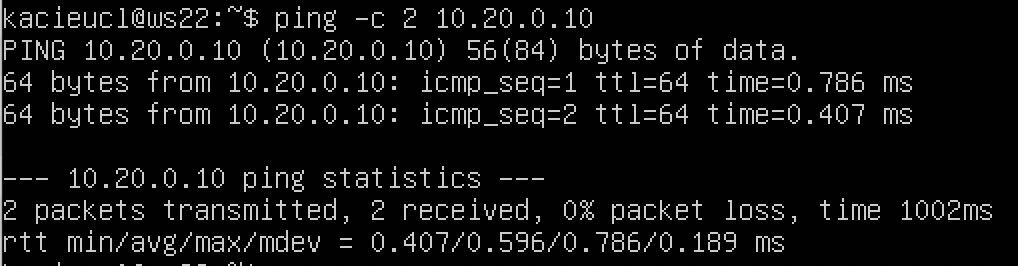 kacieucl@ws22:~$ ping -c 2 10.20.0.10
PING 10.20.0.10 (10.20.0.10) 56(84) bytes of data.
64 bytes from 10.20.0.10: icmp_seq=1 ttl=64 time=0.786 ms
64 bytes from 10.20.0.10: icmp_seq=2 ttl=64 time=0.407 ms
--- 10.20.0.10 ping statistics ---
2 packets transmitted, 2 received, 0% packet loss, time 1002ms
rtt min/avg/max/mdev = 0.407/0.596/0.786/0.189 ms